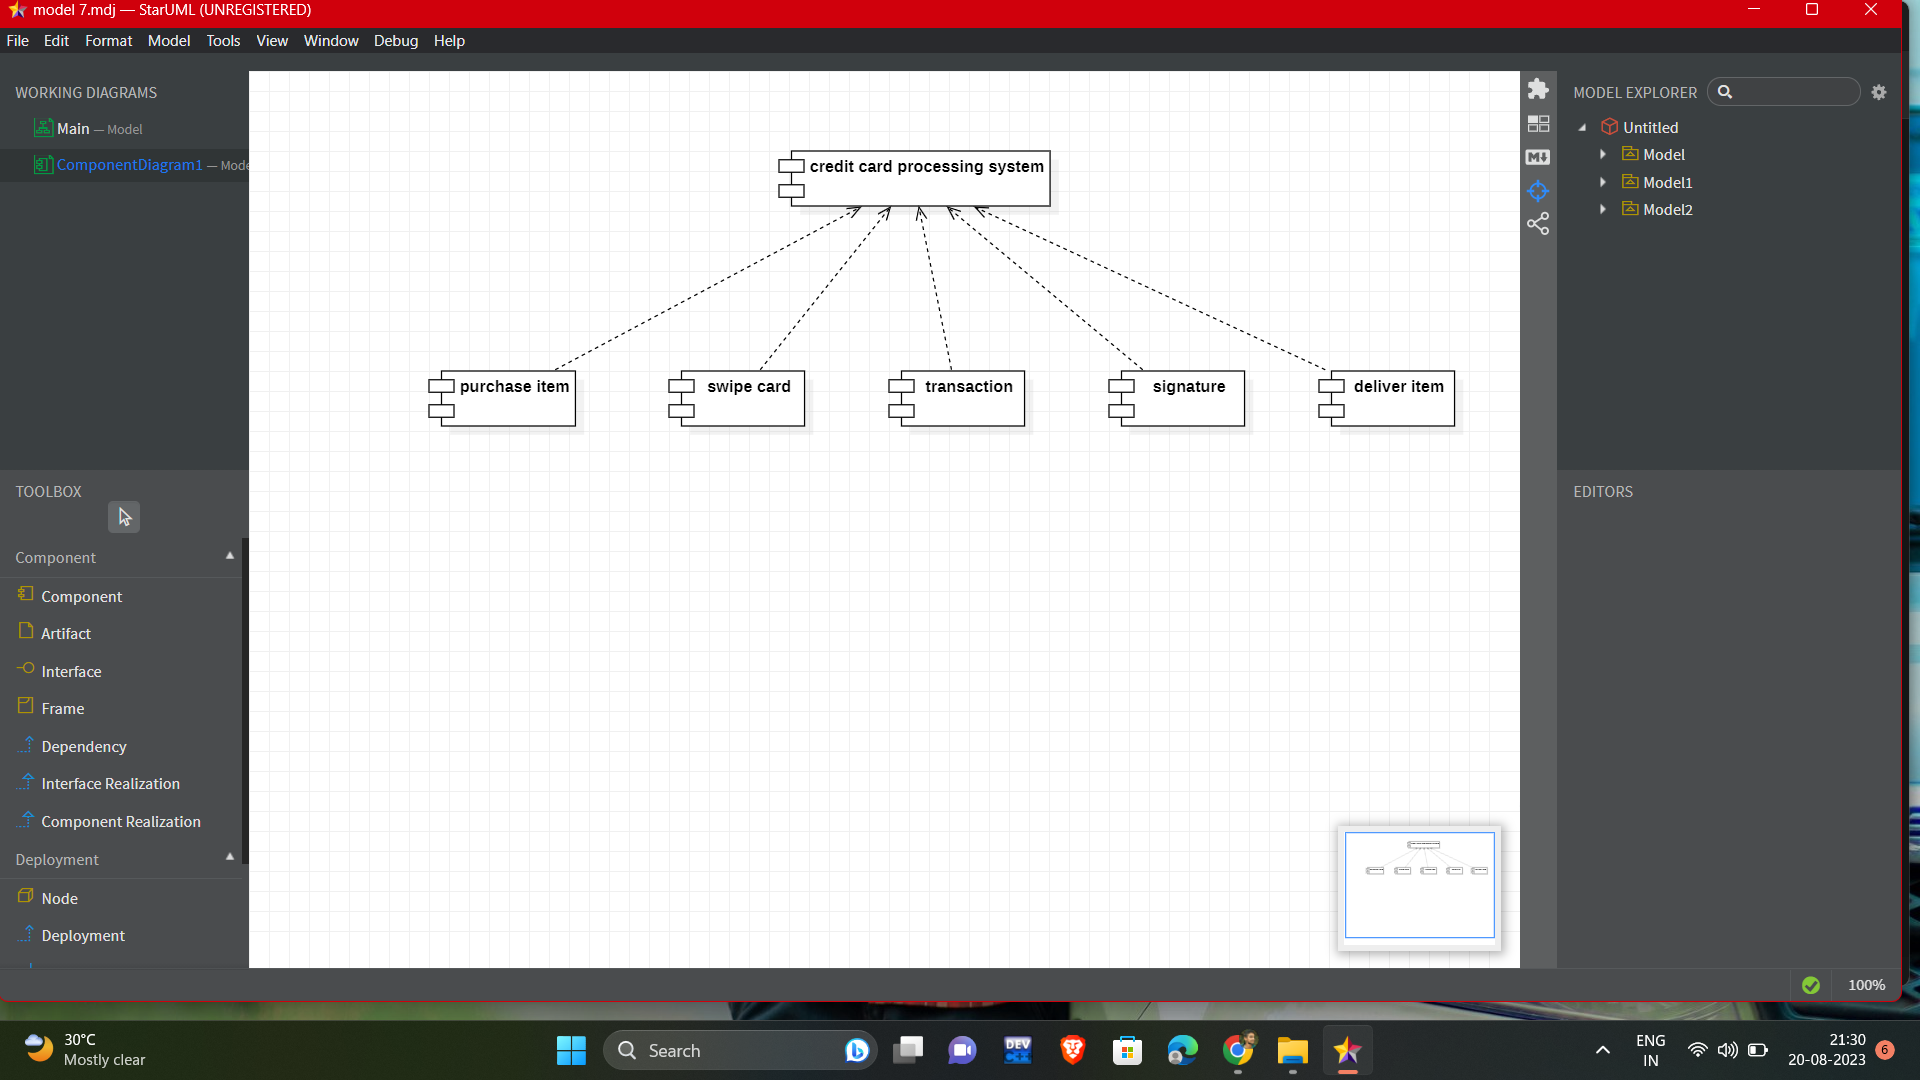 model 7.mdj — StarUML (UNREGISTERED)
File Edit Format Model Tools View Window Debug Help
WORKING DIAGRAMS
Main — Model
ComponentDiagram1 — Mode
TOOLBOX
Component
Component
Artifact
Interface
Frame
Dependency
Interface Realization
Component Realization
Deployment
Node
Deployment
credit card processing system
purchase item
swipe card
transaction
signature
deliver item
M
MODEL EXPLORER
Untitled
Model
Model1
Model2
EDITORS
100%
30°C
Mostly clear
Search
DEV
C++
ENG
IN
21:30
20-08-2023
6